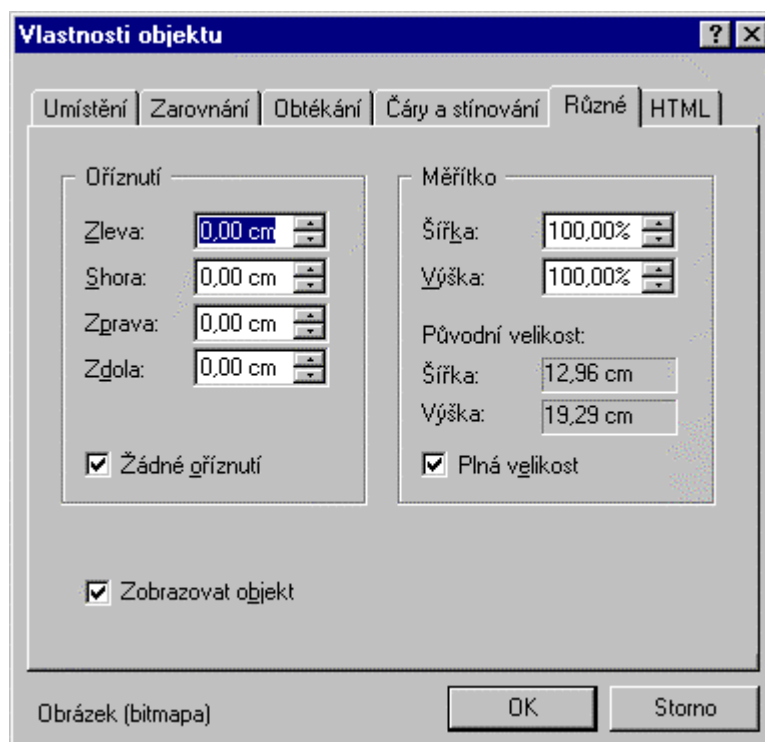 Vlastnosti objektu
Umístění Zarovnání Obtékání Čáry a stínování Různé HTML
Oříznutí
Zleva: 0,00 cm
Shora: 0,00 cm
Zprava: 0,00 cm
Zdola: 0,00 cm
Žádné oříznutí
Měřítko
Šířka: 100,00%
Výška: 100,00%
Původní velikost:
Šířka: 12,96 cm
Výška: 19,29 cm
Plná velikost
Zobrazovat objekt
Obrázek (bitmapa) OK Storno